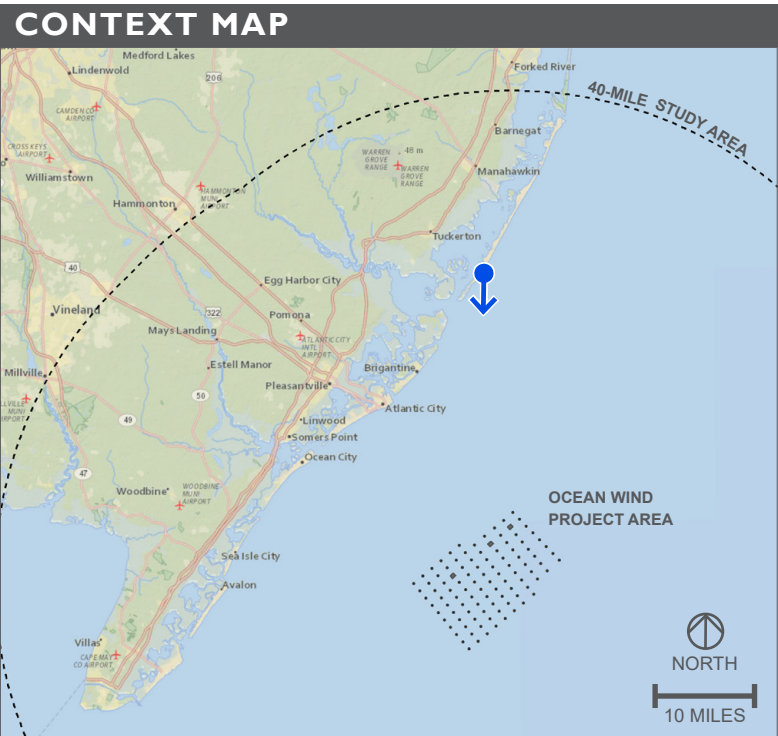 CONTEXT MAP
Medford Lakes
Forked River
Lindenwold
206
40-MILE STUDY AREA
CAMDEN CO
AIRPORT
Barnegat
CROSS KEYS
AIRPORT
WARREN
GROVE
RANGE
48 m
WARREN
GROVE
RANGE
Manahawkin
Williamstown
HAMMONTON
MUNI
AIRPORT
Hammonton
Tuckerton
40
Egg Harbor City
Vineland
322
Pomona
Mays Landing
ATLANTIC CITY
INTL
AIRPORT
Estell Manor
Brigantine
Millville
Pleasantville
50
Atlantic City
49
Linwood
Somers Point
Ocean City
47
Woodbine
WOODBINE
MUNI
AIRPORT
OCEAN WIND
PROJECT AREA
Sea Isle City
Avalon
Villas
CAPE MAY
CO AIRPORT
NORTH
10 MILES